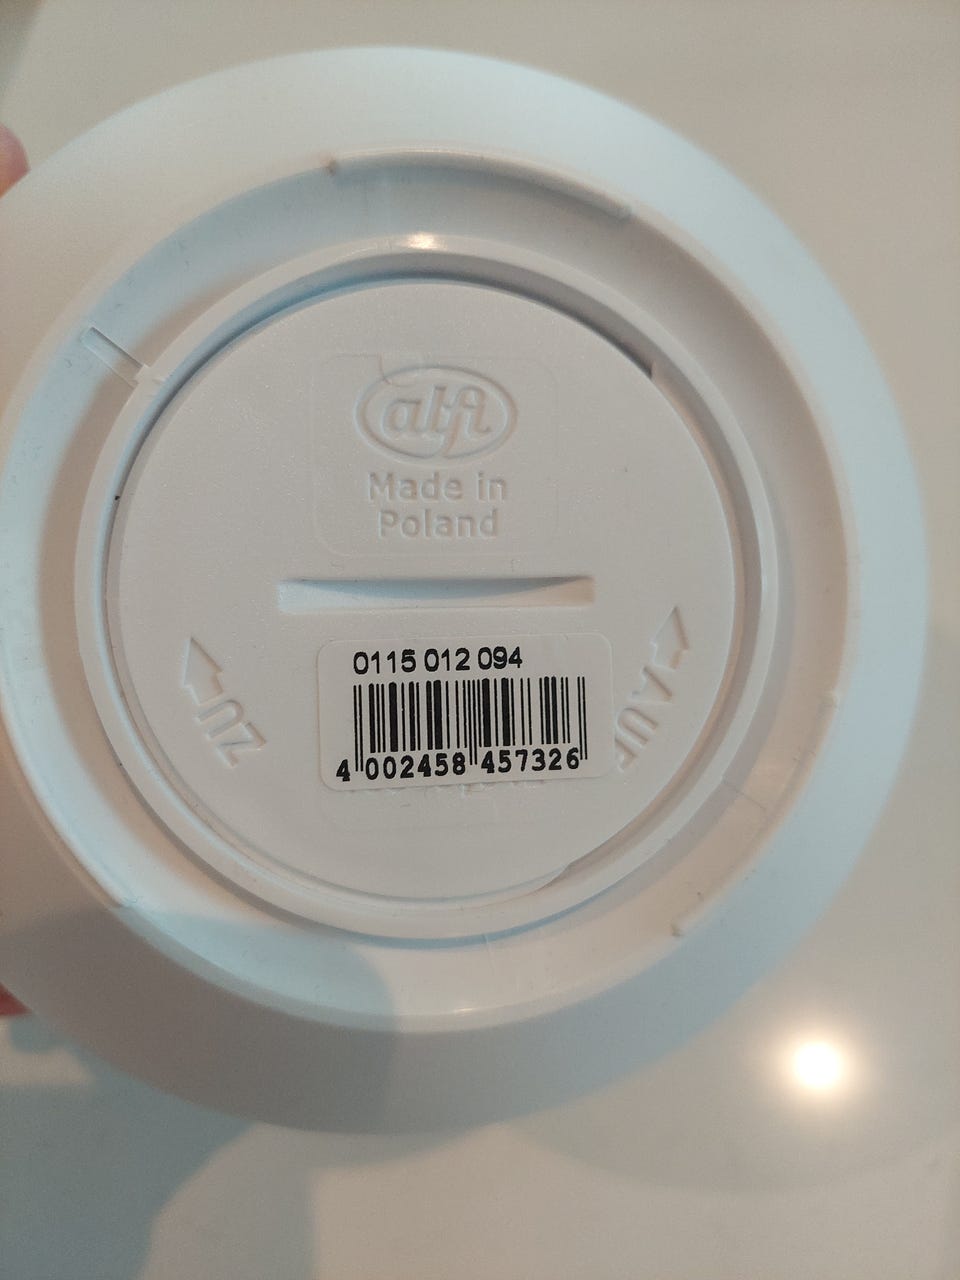 alfi
Made in
Poland
0115 012 094
4 002458 457326
ZU
AUF